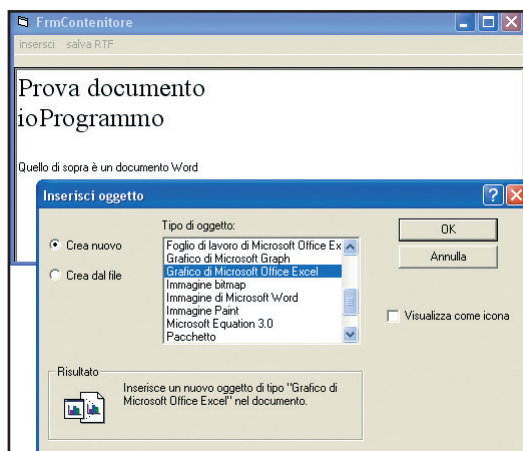 FrmContenitore
insersci salva RTF
Prova documento
ioProgrammo
Quello di sopra è un documento Word
Inserisci oggetto
Crea nuovo
Crea dal file
Tipo di oggetto:
Foglio di lavoro di Microsoft Office Ex
Grafico di Microsoft Graph
Grafico di Microsoft Office Excel
Immagine bitmap
Immagine di Microsoft Word
Immagine Paint
Microsoft Equation 3.0
Pacchetto
OK
Annulla
Visualizza come icona
Risultato
Inserisce un nuovo oggetto di tipo "Grafico di
Microsoft Office Excel" nel documento.